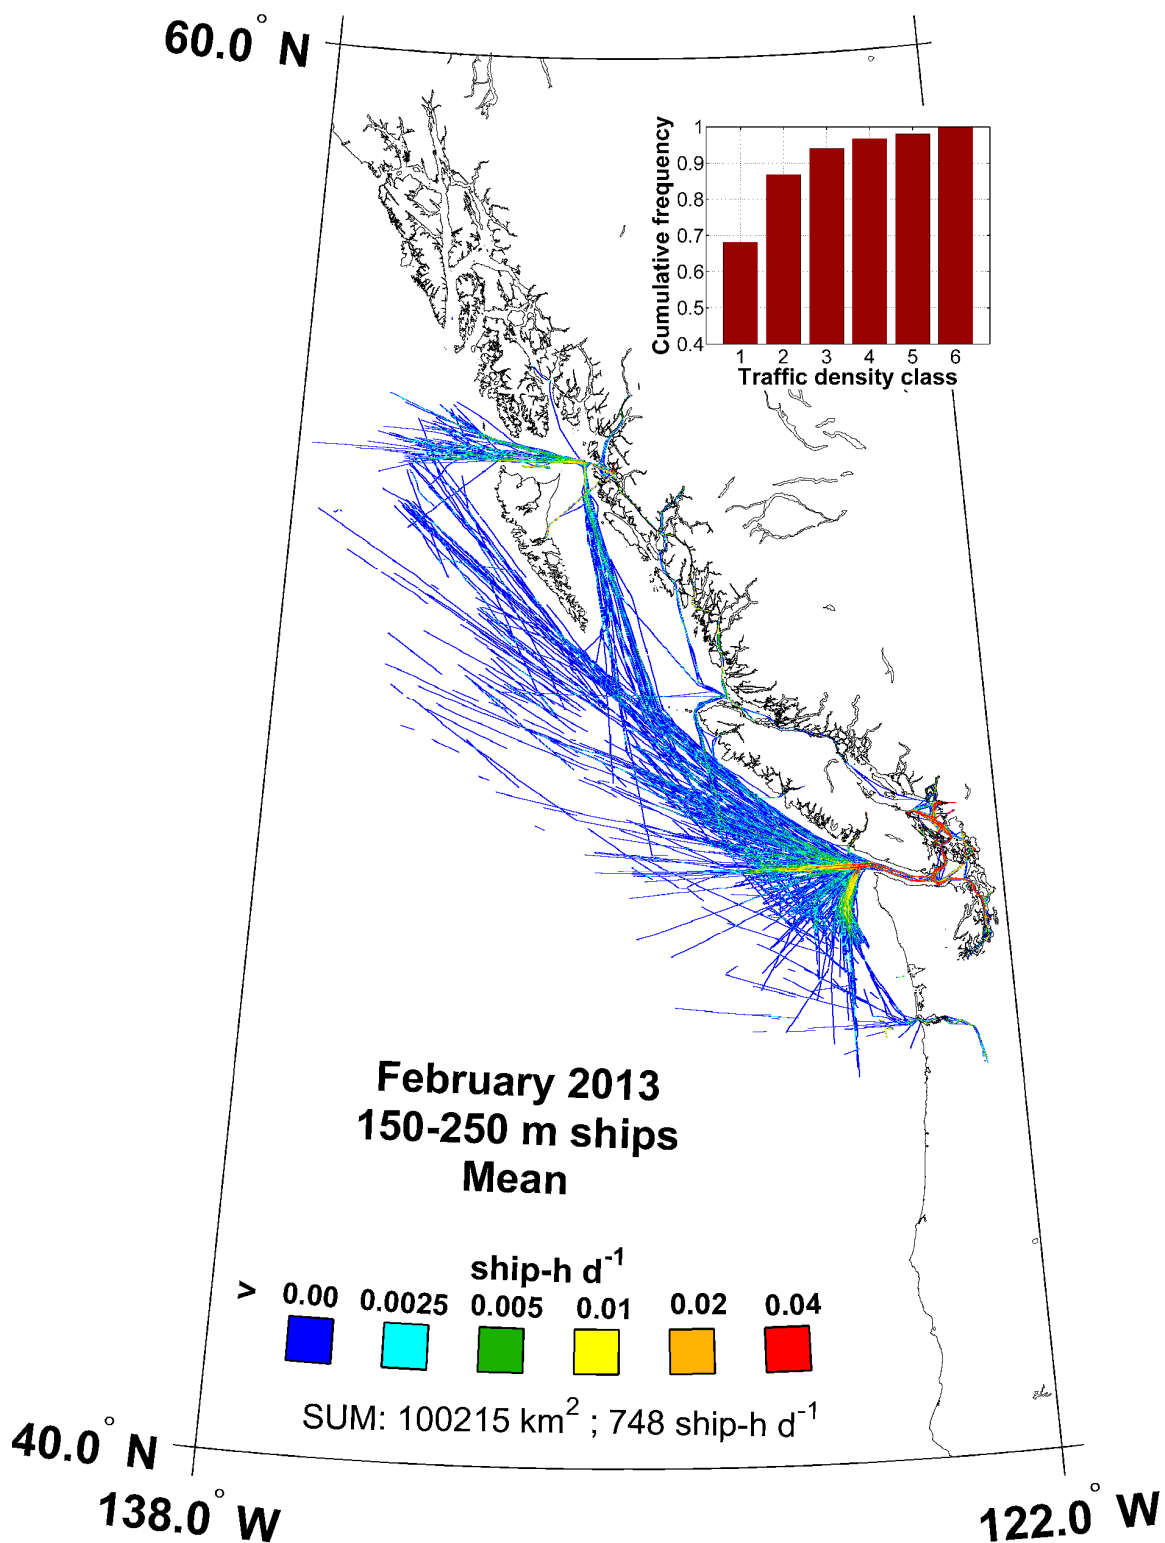 60.0° N
Cumulative frequency
1
0.9
0.8
0.7
0.6
0.5
0.4
1 2 3 4 5 6
Traffic density class
February 2013
150-250 m ships
Mean
ship-h d⁻¹
> 0.00 0.0025 0.005 0.01 0.02 0.04
SUM: 100215 km² ; 748 ship-h d⁻¹
40.0° N
138.0° W
122.0° W